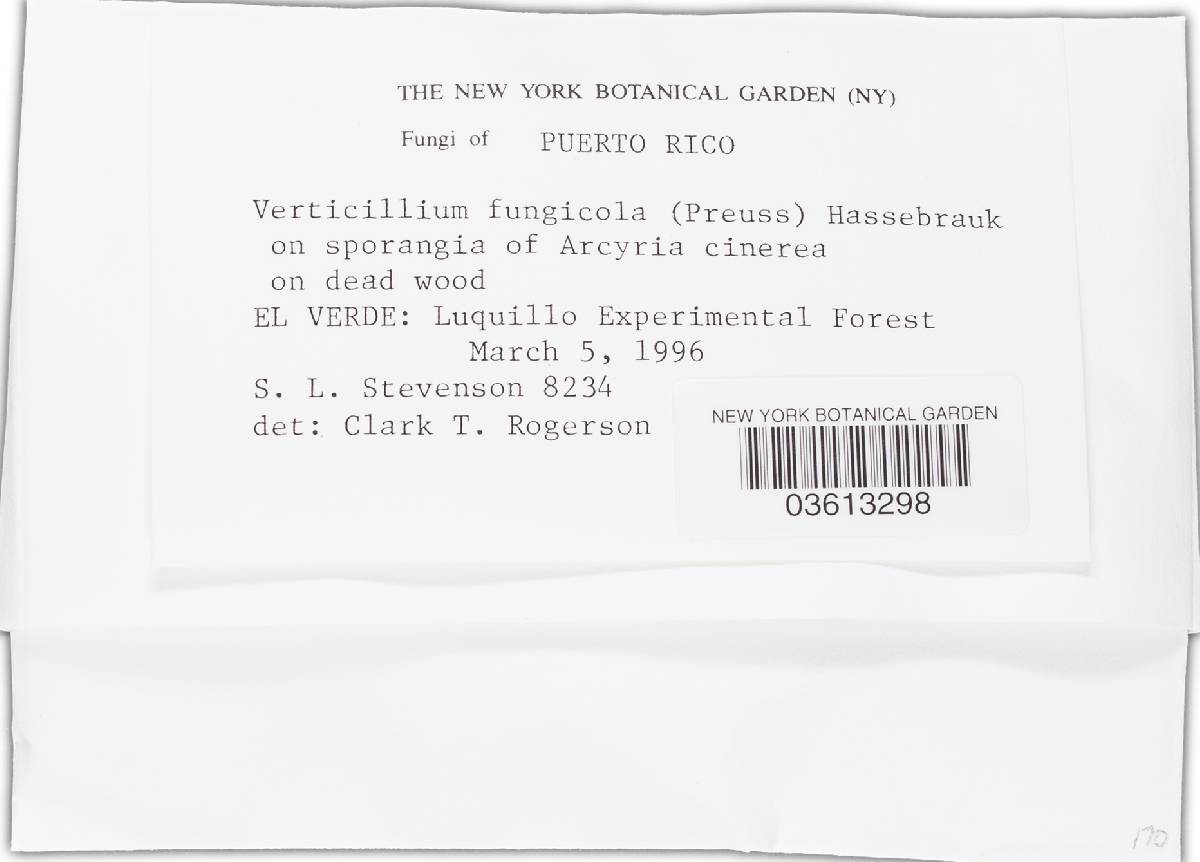 THE NEW YORK BOTANICAL GARDEN (NY)
Fungi of PUERTO RICO
Verticillium fungicola (Preuss) Hassebrauk
on sporangia of Arcyria cinerea
on dead wood
EL VERDE: Luquillo Experimental Forest
March 5, 1996
S. L. Stevenson 8234
det: Clark T. Rogerson
NEW YORK BOTANICAL GARDEN
03613298